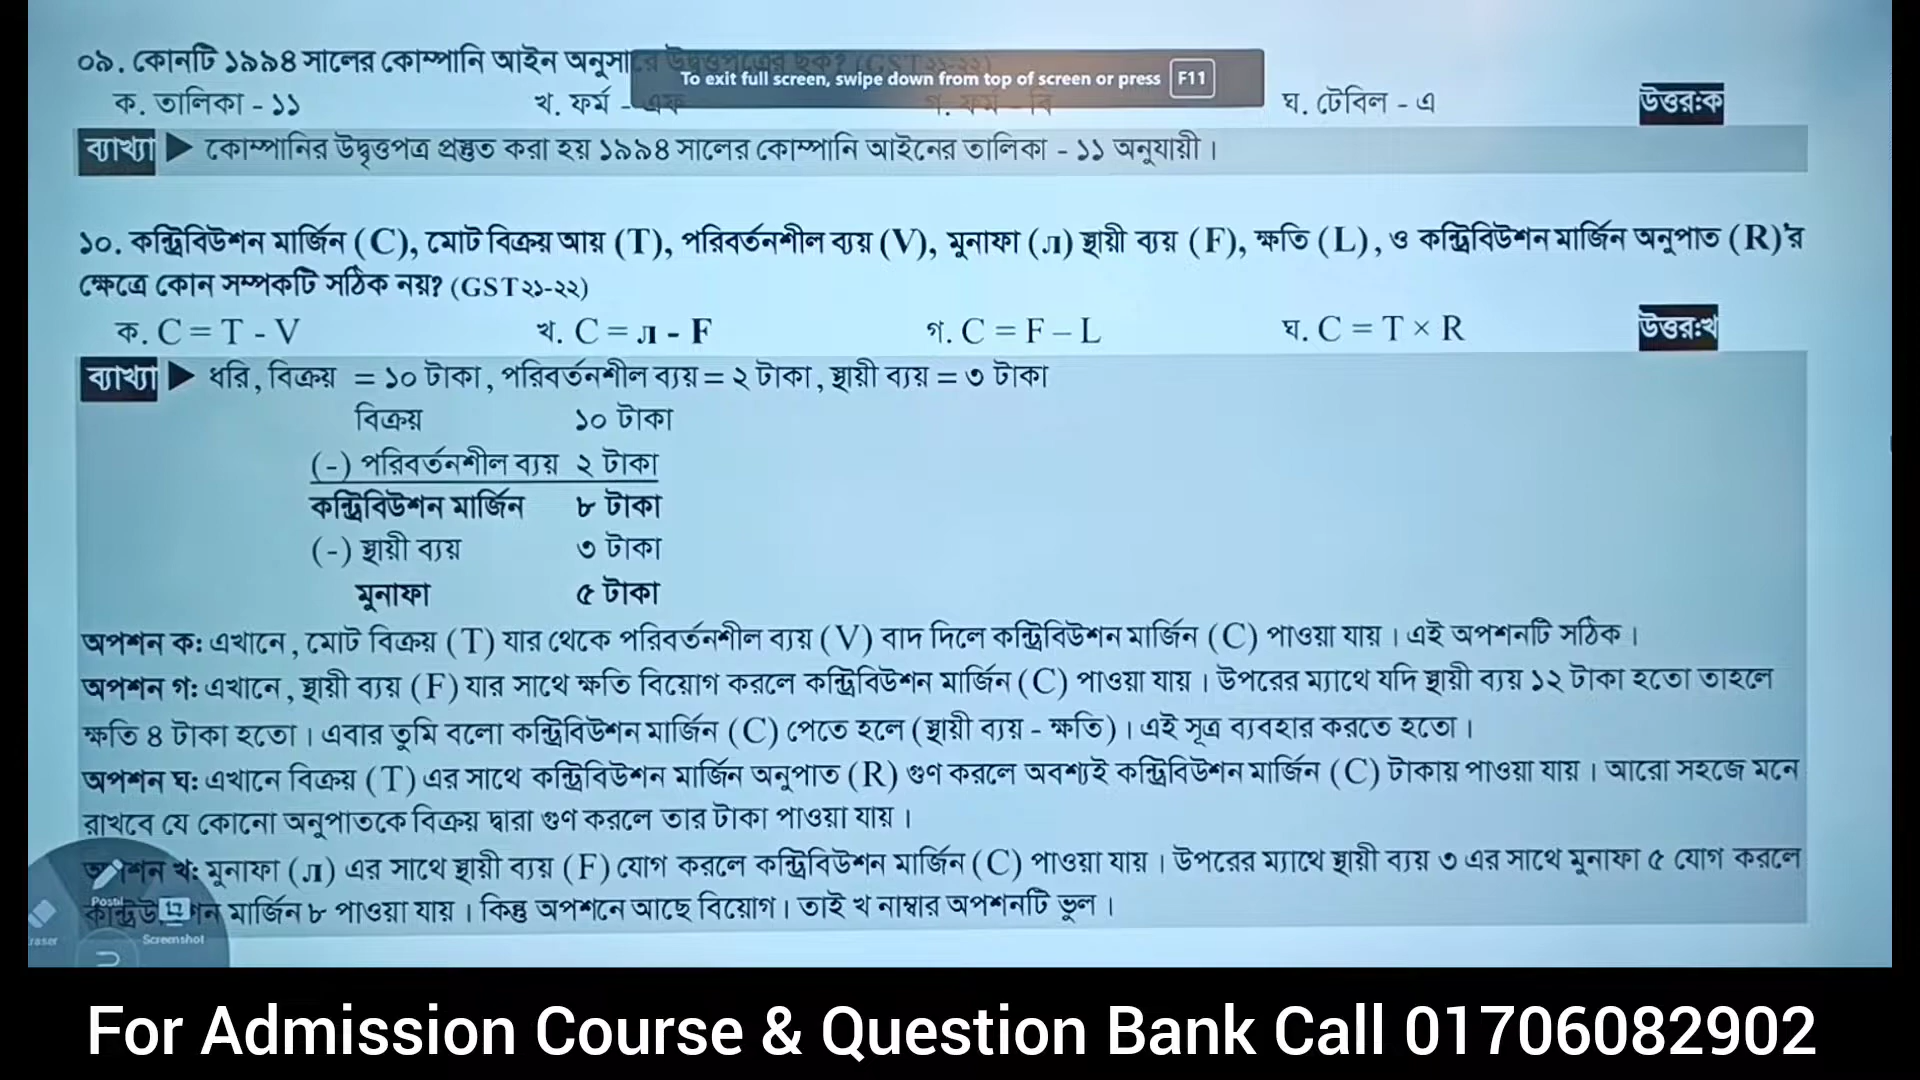 ০৯. কোনটি ১৯৯৪ সালের কোম্পানি আইন অনুসারে উদ্বৃত্তপত্রের ছক? (GST২১-২২)
To exit full screen, swipe down from top of screen or press F11
ক. তালিকা - ১১ খ. ফর্ম - এফ গ. ফর্ম - বি ঘ. টেবিল - এ উত্তর:ক
ব্যাখ্যা ▶ কোম্পানির উদ্বৃত্তপত্র প্রস্তুত করা হয় ১৯৯৪ সালের কোম্পানি আইনের তালিকা - ১১ অনুযায়ী।
১০. কন্ট্রিবিউশন মার্জিন (C), মোট বিক্রয় আয় (T), পরিবর্তনশীল ব্যয় (V), মুনাফা (л) স্থায়ী ব্যয় (F), ক্ষতি (L), ও কন্ট্রিবিউশন মার্জিন অনুপাত (R)'র
ক্ষেত্রে কোন সম্পর্কটি সঠিক নয়? (GST২১-২২)
ক. C = T - V খ. C = л - F গ. C = F – L ঘ. C = T × R উত্তর:খ
ব্যাখ্যা ▶ ধরি, বিক্রয় = ১০ টাকা, পরিবর্তনশীল ব্যয় = ২ টাকা, স্থায়ী ব্যয় = ৩ টাকা
বিক্রয় ১০ টাকা
(-) পরিবর্তনশীল ব্যয় ২ টাকা
কন্ট্রিবিউশন মার্জিন ৮ টাকা
(-) স্থায়ী ব্যয় ৩ টাকা
মুনাফা ৫ টাকা
অপশন ক: এখানে, মোট বিক্রয় (T) যার থেকে পরিবর্তনশীল ব্যয় (V) বাদ দিলে কন্ট্রিবিউশন মার্জিন (C) পাওয়া যায়। এই অপশনটি সঠিক।
অপশন গ: এখানে, স্থায়ী ব্যয় (F) যার সাথে ক্ষতি বিয়োগ করলে কন্ট্রিবিউশন মার্জিন (C) পাওয়া যায়। উপরের ম্যাথে যদি স্থায়ী ব্যয় ১২ টাকা হতো তাহলে
ক্ষতি ৪ টাকা হতো। এবার তুমি বলো কন্ট্রিবিউশন মার্জিন (C) পেতে হলে (স্থায়ী ব্যয় - ক্ষতি)। এই সূত্র ব্যবহার করতে হতো।
অপশন ঘ: এখানে বিক্রয় (T) এর সাথে কন্ট্রিবিউশন মার্জিন অনুপাত (R) গুণ করলে অবশ্যই কন্ট্রিবিউশন মার্জিন (C) টাকায় পাওয়া যায়। আরো সহজে মনে
রাখবে যে কোনো অনুপাতকে বিক্রয় দ্বারা গুণ করলে তার টাকা পাওয়া যায়।
অপশন খ: মুনাফা (л) এর সাথে স্থায়ী ব্যয় (F) যোগ করলে কন্ট্রিবিউশন মার্জিন (C) পাওয়া যায়। উপরের ম্যাথে স্থায়ী ব্যয় ৩ এর সাথে মুনাফা ৫ যোগ করলে
মার্জিন ৮ পাওয়া যায়। কিন্তু অপশনে আছে বিয়োগ। তাই খ নাম্বার অপশনটি ভুল।
Screenshot
For Admission Course & Question Bank Call 01706082902